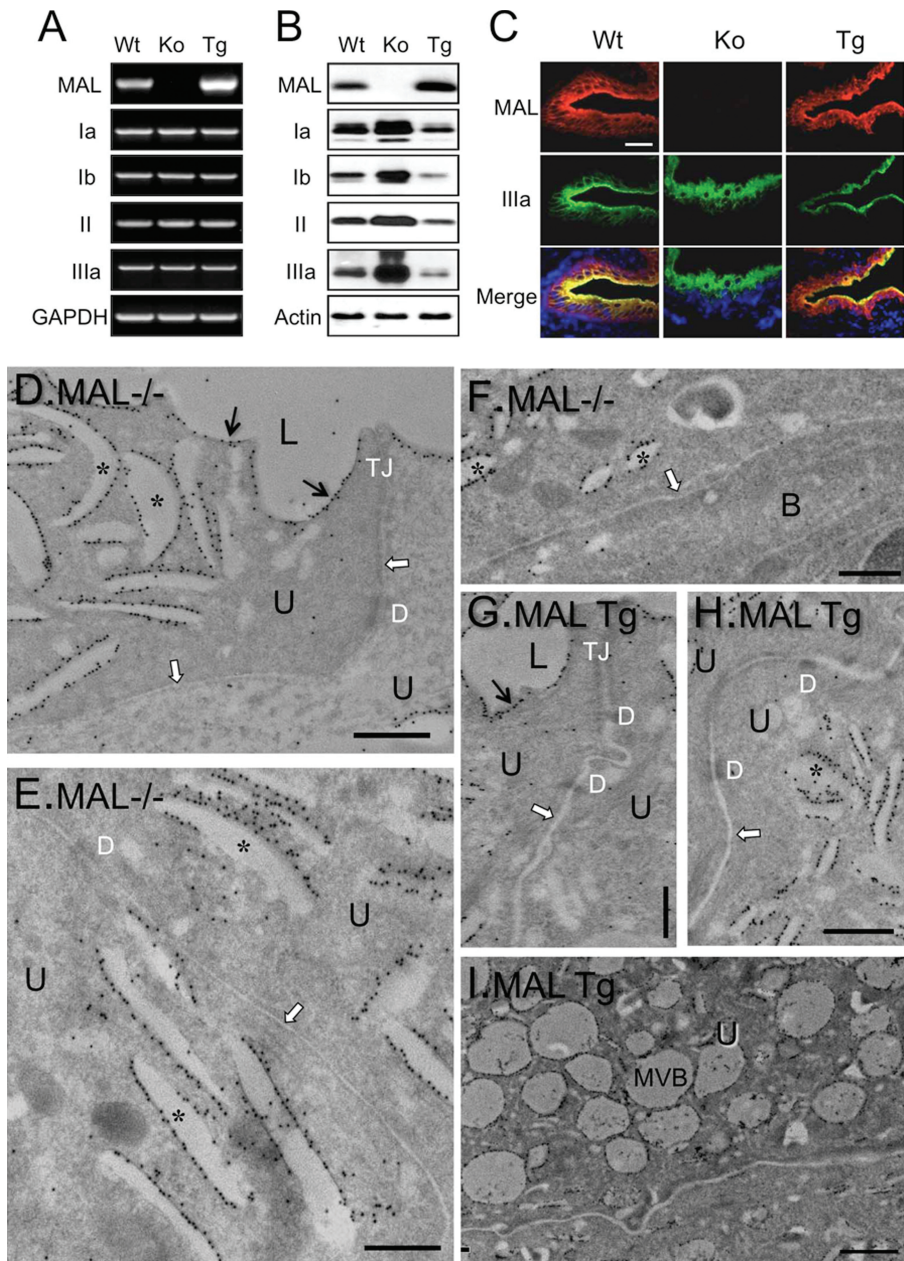 A
Wt Ko Tg
MAL
Ia
Ib
II
IIIa
GAPDH
B
Wt Ko Tg
MAL
Ia
Ib
II
IIIa
Actin
C
Wt Ko Tg
MAL
IIIa
Merge
D.MAL-/-
L
TJ
*
*
U
D
U
E.MAL-/-
D
*
U
U
*
F.MAL-/-
*
*
B
G.MAL Tg
L
TJ
D
U
D
U
H.MAL Tg
U
D
U
D
*
I.MAL Tg
U
MVB